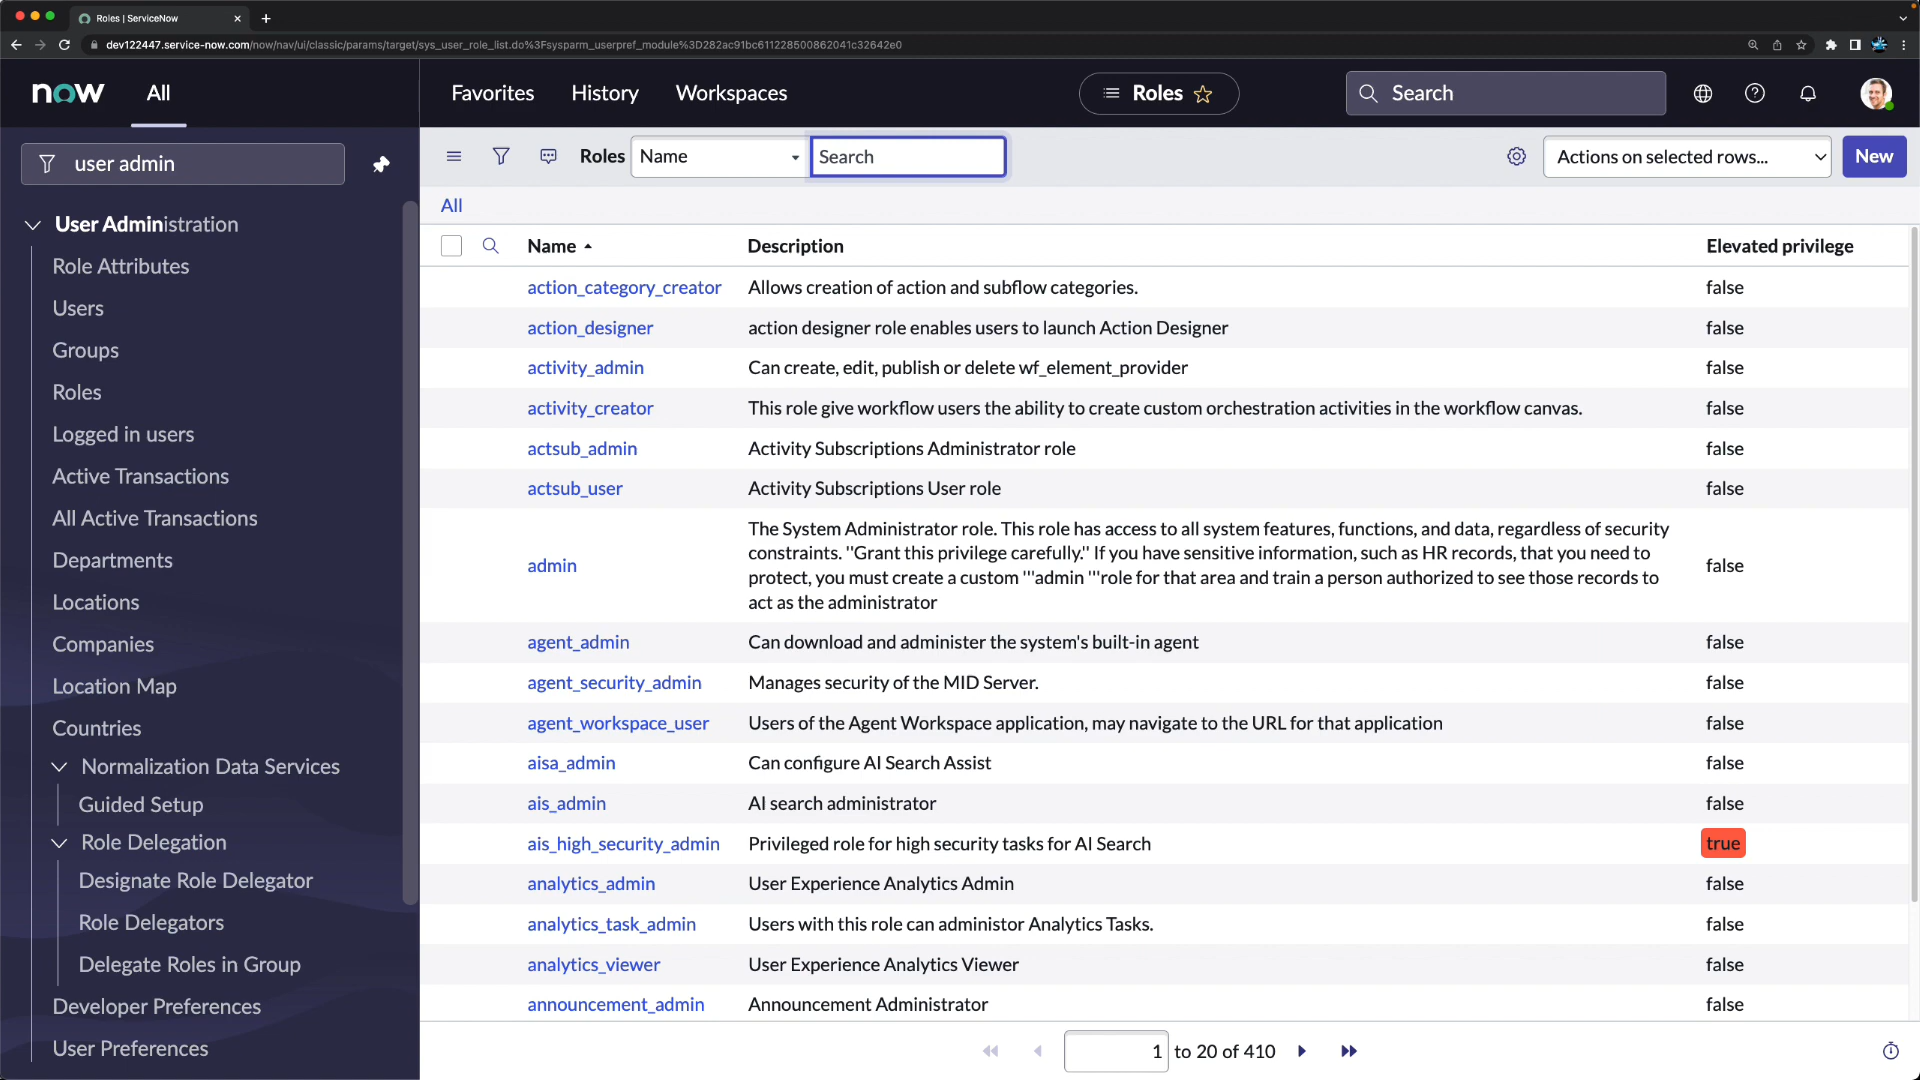 Roles | ServiceNow
dev122447.service-now.com/now/nav/ui/classic/params/target/sys_user_role_list.do%3Fsysparm_userpref_module%3D282ac91bc611228500862041c32642e0
now All Favorites History Workspaces Roles Search
user admin
Roles Name Search Actions on selected rows... New
All
User Administration
Role Attributes
Users
Groups
Roles
Logged in users
Active Transactions
All Active Transactions
Departments
Locations
Companies
Location Map
Countries
Normalization Data Services
Guided Setup
Role Delegation
Designate Role Delegator
Role Delegators
Delegate Roles in Group
Developer Preferences
User Preferences
Name Description Elevated privilege
action_category_creator Allows creation of action and subflow categories. false
action_designer action designer role enables users to launch Action Designer false
activity_admin Can create, edit, publish or delete wf_element_provider false
activity_creator This role give workflow users the ability to create custom orchestration activities in the workflow canvas. false
actsub_admin Activity Subscriptions Administrator role false
actsub_user Activity Subscriptions User role false
The System Administrator role. This role has access to all system features, functions, and data, regardless of security
constraints. ''Grant this privilege carefully.'' If you have sensitive information, such as HR records, that you need to
admin false
protect, you must create a custom '''admin '''role for that area and train a person authorized to see those records to
act as the administrator
agent_admin Can download and administer the system's built-in agent false
agent_security_admin Manages security of the MID Server. false
agent_workspace_user Users of the Agent Workspace application, may navigate to the URL for that application false
aisa_admin Can configure AI Search Assist false
ais_admin AI search administrator false
ais_high_security_admin Privileged role for high security tasks for AI Search true
analytics_admin User Experience Analytics Admin false
analytics_task_admin Users with this role can administor Analytics Tasks. false
analytics_viewer User Experience Analytics Viewer false
announcement_admin Announcement Administrator false
1 to 20 of 410